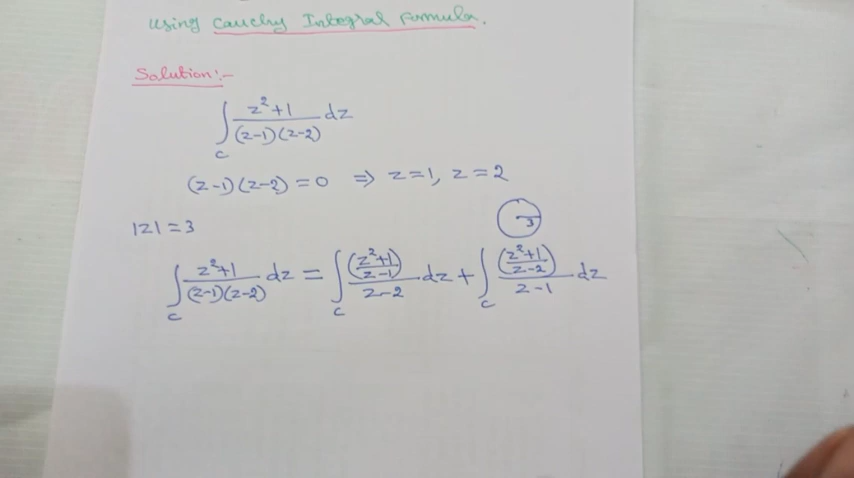 using Cauchy Integral Formula.
Solution:-
∫_C (z²+1)/((z-1)(z-2)) dz
(z-1)(z-2) = 0 ⇒ z=1, z=2
|z| = 3
3
∫_C (z²+1)/((z-1)(z-2)) dz = ∫_C ((z²+1)/(z-1))/(z-2) dz + ∫_C ((z²+1)/(z-2))/(z-1) dz